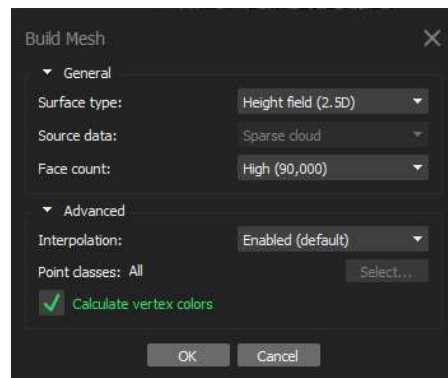 Build Mesh
General
Surface type: Height field (2.5D)
Source data: Sparse cloud
Face count: High (90,000)
Advanced
Interpolation: Enabled (default)
Point classes: All Select...
Calculate vertex colors
OK Cancel